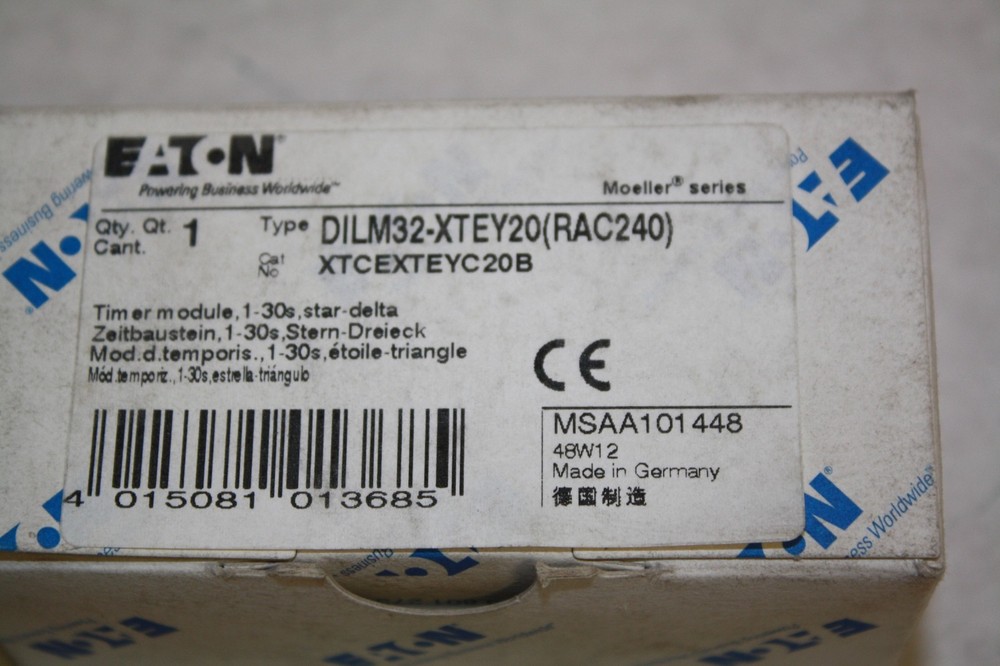 EATON®
Powering Business Worldwide™
Moeller® series
Qty. Qt. 1
Cant.
Type DILM32-XTEY20(RAC240)
Cat No XTCEXTEYC20B
Timer module,1-30s,star-delta
Zeitbaustein,1-30s,Stern-Dreieck
Mod.d.temporis.,1-30s,étoile-triangle
Mód.temporiz.,1-30s,estrella-triángulo
CE
MSAA101448
48W12
Made in Germany
德国制造
4 015081 013685
EATON